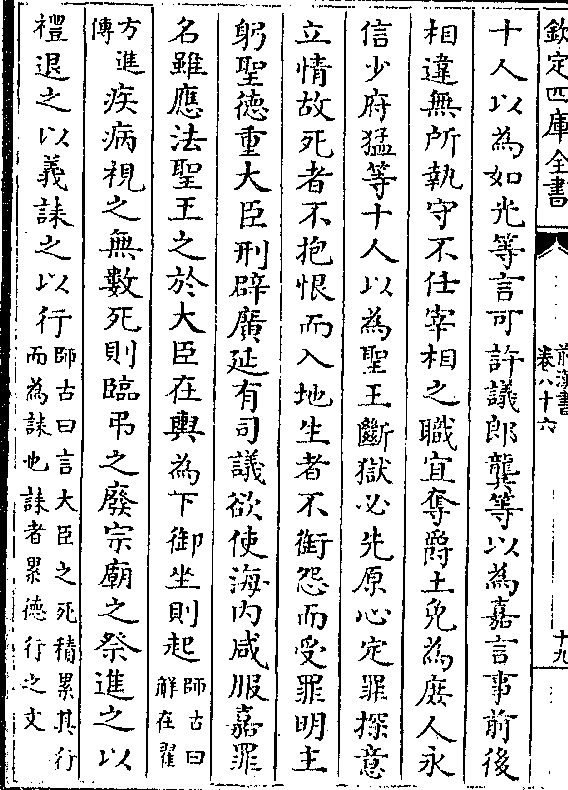 欽定四庫全書
前漢書
卷八十六
十九
十人以為如光等言可許議郎龔等以為嘉言事前後
相違無所執守不任宰相之職宜奪爵土免為庶人永
信少府猛等十人以為聖王斷獄必先原心定罪探意
立情故死者不抱恨而入地生者不銜怨而受罪明主
躬聖德重大臣刑辟廣延有司議欲使海內咸服嘉罪
名雖應法聖王之於大臣在輿為下御坐則起師古曰解在翟
方進傳疾病視之無數死則臨弔之廢宗廟之祭進之以
禮退之以義誄之以行師古曰言大臣之死積累其行而為誄也誄者累德行之文